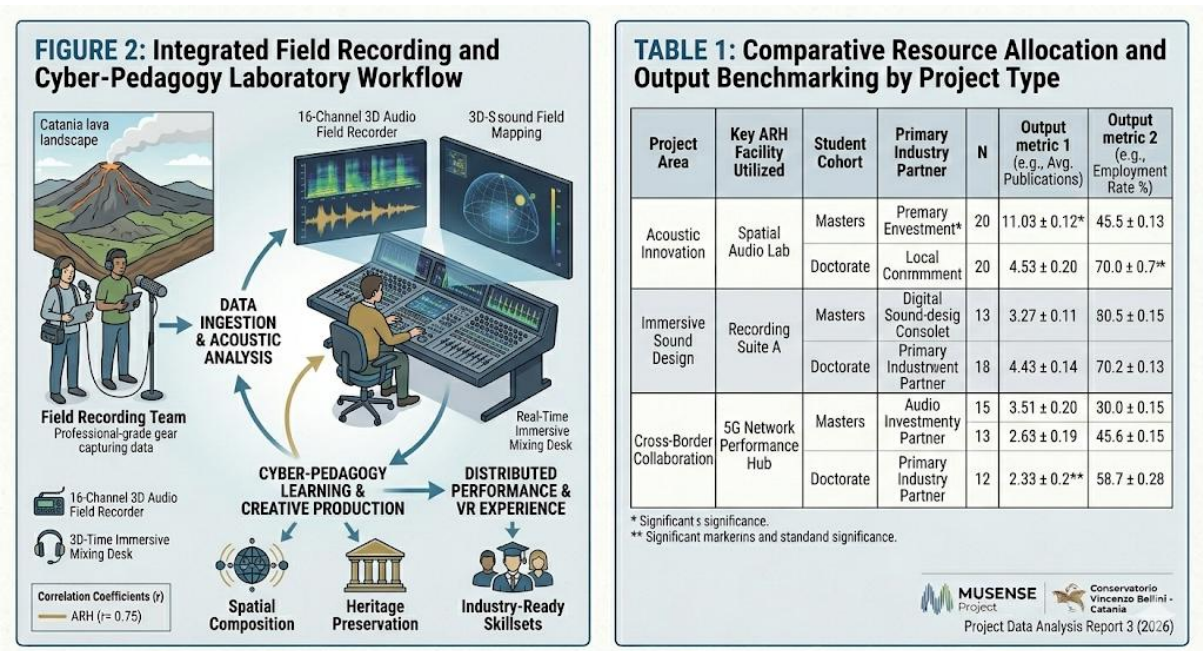 FIGURE 2: Integrated Field Recording and
Cyber-Pedagogy Laboratory Workflow
Catania lava
landscape
16-Channel 3D Audio
Field Recorder
3D-S sound Field
Mapping
DATA
INGESTION
& ACOUSTIC
ANALYSIS
Field Recording Team
Professional-grade gear
capturing data
Real-Time
Immersive
Mixing Desk
16-Channel 3D Audio
Field Recorder
3D-Time Immersive
Mixing Desk
CYBER-PEDAGOGY
LEARNING &
CREATIVE PRODUCTION
DISTRIBUTED
PERFORMANCE &
VR EXPERIENCE
Spatial
Composition
Heritage
Preservation
Industry-Ready
Skillsets
Correlation Coefficients (r)
ARH (r= 0.75)
TABLE 1: Comparative Resource Allocation and
Output Benchmarking by Project Type
Project
Area
Key ARH
Facility
Utilized
Student
Cohort
Primary
Industry
Partner
N
Output
metric 1
(e.g., Avg.
Publications)
Output
metric 2
(e.g.,
Employment
Rate %)
Acoustic
Innovation
Spatial
Audio Lab
Masters
Premary
Envestment*
20
11.03 ± 0.12*
45.5 ± 0.13
Doctorate
Local
Conrmmment
20
4.53 ± 0.20
70.0 ± 0.7**
Immersive
Sound
Design
Recording
Suite A
Masters
Digital
Sound-desig
Consolet
13
3.27 ± 0.11
80.5 ± 0.15
Doctorate
Primary
Industrwent
Partner
18
4.43 ± 0.14
70.2 ± 0.13
Cross-Border
Collaboration
5G Network
Performance
Hub
Masters
Audio
Investmenty
Partner
15
3.51 ± 0.20
30.0 ± 0.15
13
2.63 ± 0.19
45.6 ± 0.15
Doctorate
Primary
Industry
Partner
12
2.33 ± 0.2**
58.7 ± 0.28
* Significant s significance.
** Significant markerins and standand significance.
MUSENSE
Project
Conservatorio
Vincenzo Bellini -
Catania
Project Data Analysis Report 3 (2026)